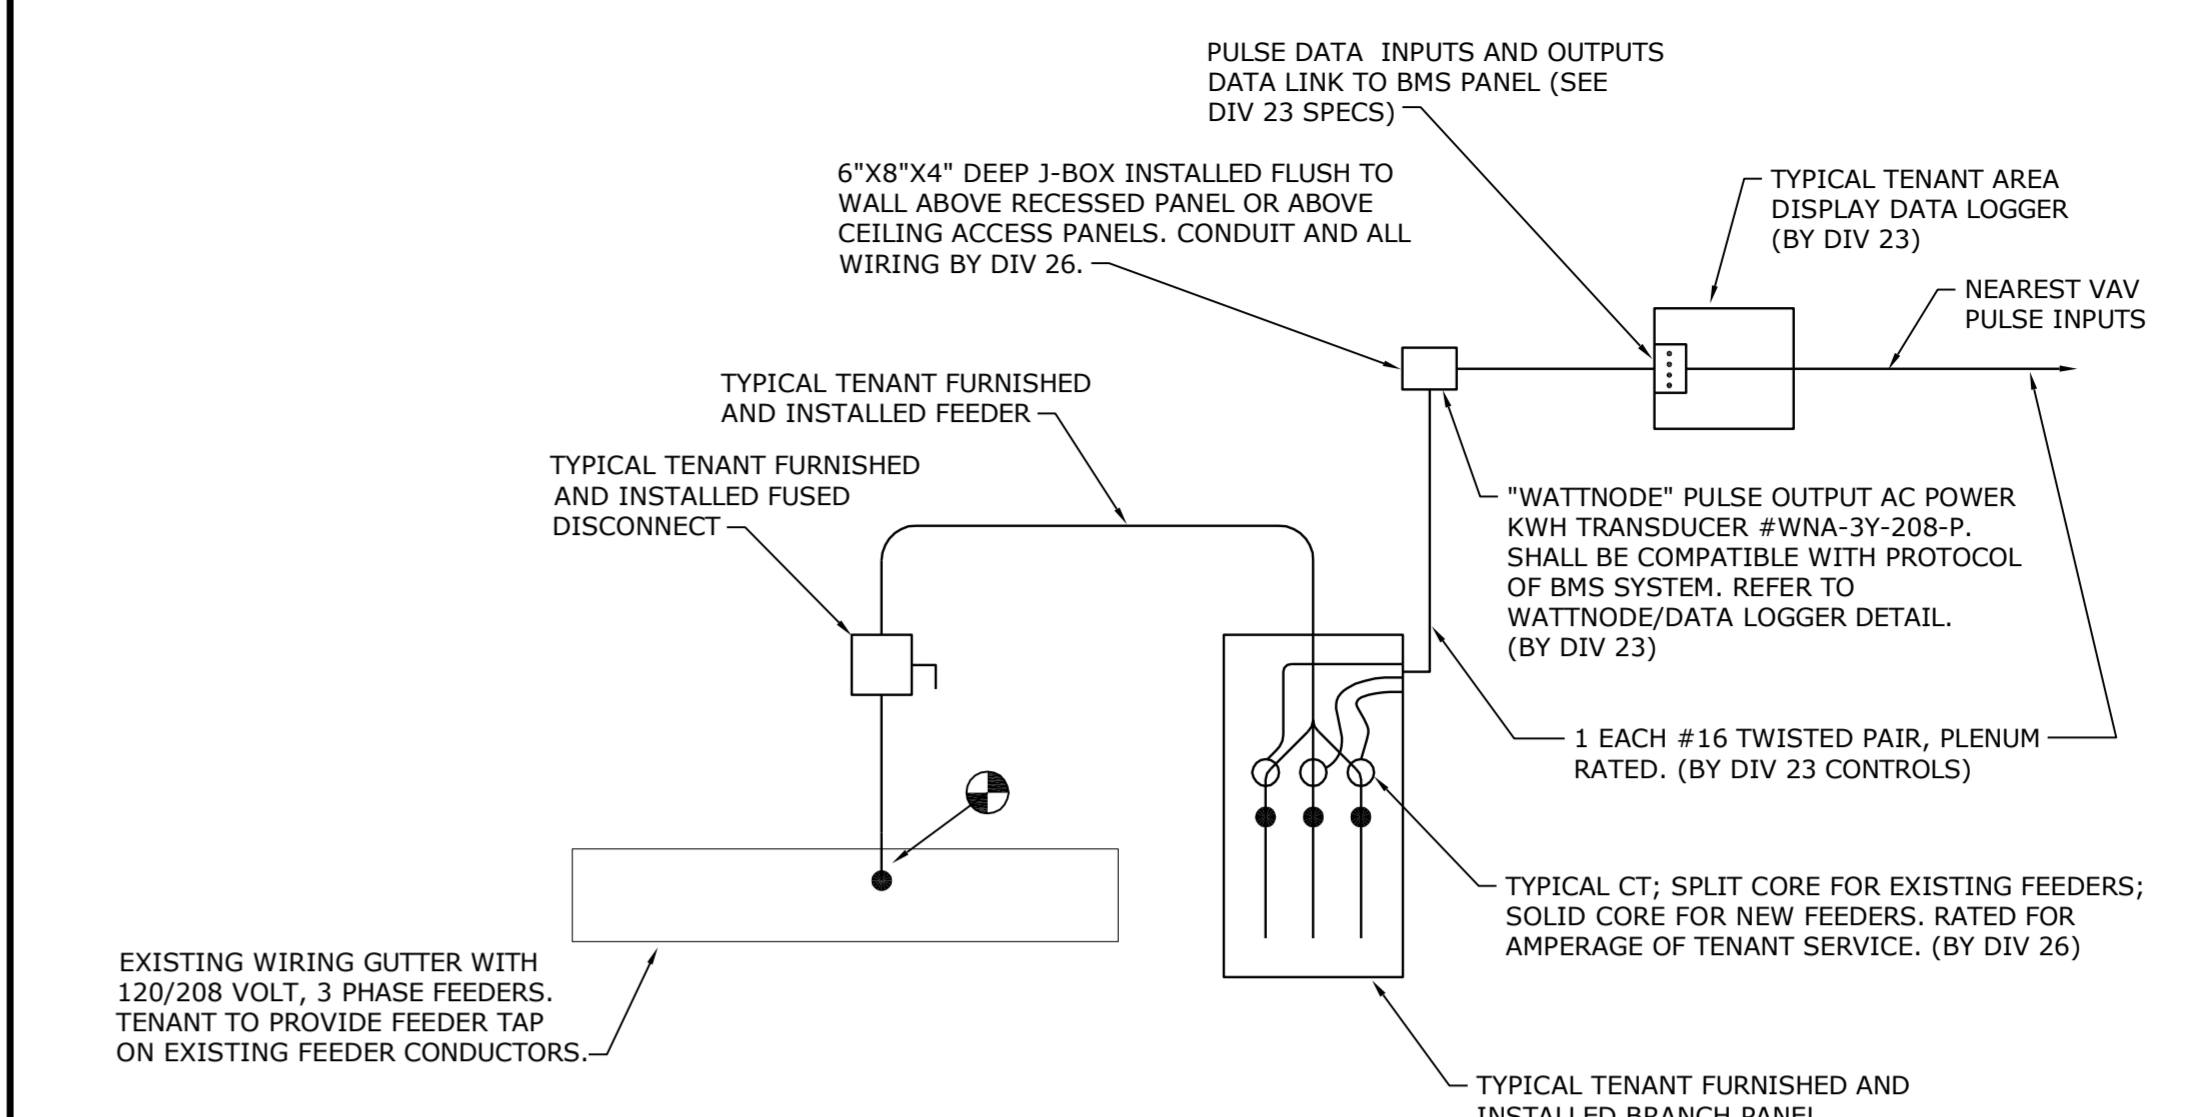 PULSE DATA INPUTS AND OUTPUTS
DATA LINK TO BMS PANEL (SEE
DIV 23 SPECS)
6"X8"X4" DEEP J-BOX INSTALLED FLUSH TO
WALL ABOVE RECESSED PANEL OR ABOVE
CEILING ACCESS PANELS. CONDUIT AND ALL
WIRING BY DIV 26.
TYPICAL TENANT AREA
DISPLAY DATA LOGGER
(BY DIV 23)
NEAREST VAV
PULSE INPUTS
TYPICAL TENANT FURNISHED
AND INSTALLED FEEDER
TYPICAL TENANT FURNISHED
AND INSTALLED FUSED
DISCONNECT
"WATTNODE" PULSE OUTPUT AC POWER
KWH TRANSDUCER #WNA-3Y-208-P.
SHALL BE COMPATIBLE WITH PROTOCOL
OF BMS SYSTEM. REFER TO
WATTNODE/DATA LOGGER DETAIL.
(BY DIV 23)
1 EACH #16 TWISTED PAIR, PLENUM
RATED. (BY DIV 23 CONTROLS)
TYPICAL CT; SPLIT CORE FOR EXISTING FEEDERS;
SOLID CORE FOR NEW FEEDERS. RATED FOR
AMPERAGE OF TENANT SERVICE. (BY DIV 26)
EXISTING WIRING GUTTER WITH
120/208 VOLT, 3 PHASE FEEDERS.
TENANT TO PROVIDE FEEDER TAP
ON EXISTING FEEDER CONDUCTORS.
TYPICAL TENANT FURNISHED AND
INSTALLED BRANCH PANEL